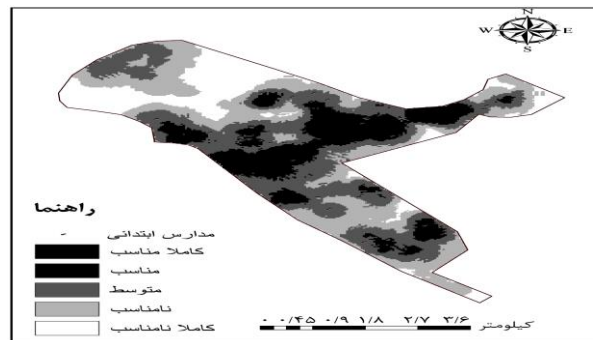 N
W E
S
راهنما
مدارس ابتدائی
کاملا مناسب
مناسب
متوسط
نامناسب
کاملا نامناسب
۰ ۰/۴۵ ۰/۹ ۱/۸ ۲/۷ ۳/۶ کیلومتر